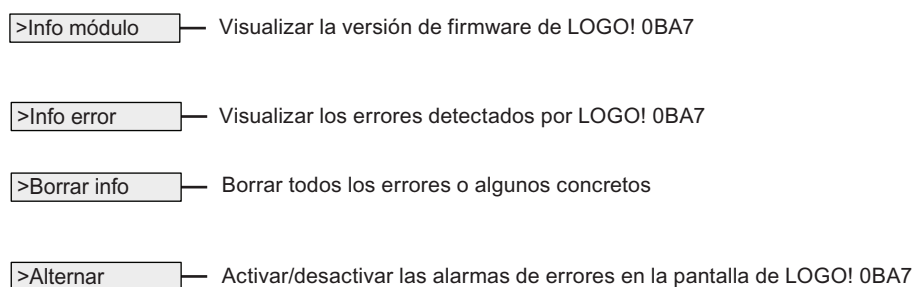 >Info módulo Visualizar la versión de firmware de LOGO! 0BA7
>Info error Visualizar los errores detectados por LOGO! 0BA7
>Borrar info Borrar todos los errores o algunos concretos
>Alternar Activar/desactivar las alarmas de errores en la pantalla de LOGO! 0BA7